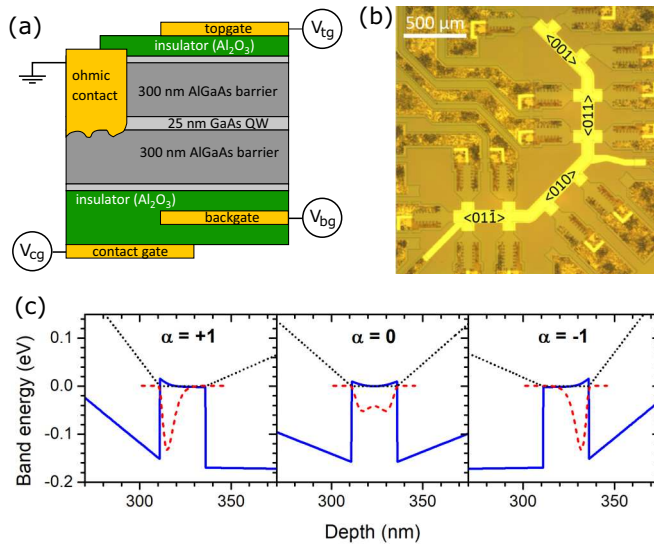 (a)
topgate
V_tg
insulator (Al₂O₃)
ohmic
contact
300 nm AlGaAs barrier
25 nm GaAs QW
300 nm AlGaAs barrier
insulator (Al₂O₃)
backgate
V_bg
V_cg
contact gate
(b)
500 µm
<001>
<011>
<010>
<011̄>
(c)
Band energy (eV)
0.1
0.0
-0.1
-0.2
α = +1
α = 0
α = -1
300 350
300 350
300 350
Depth (nm)